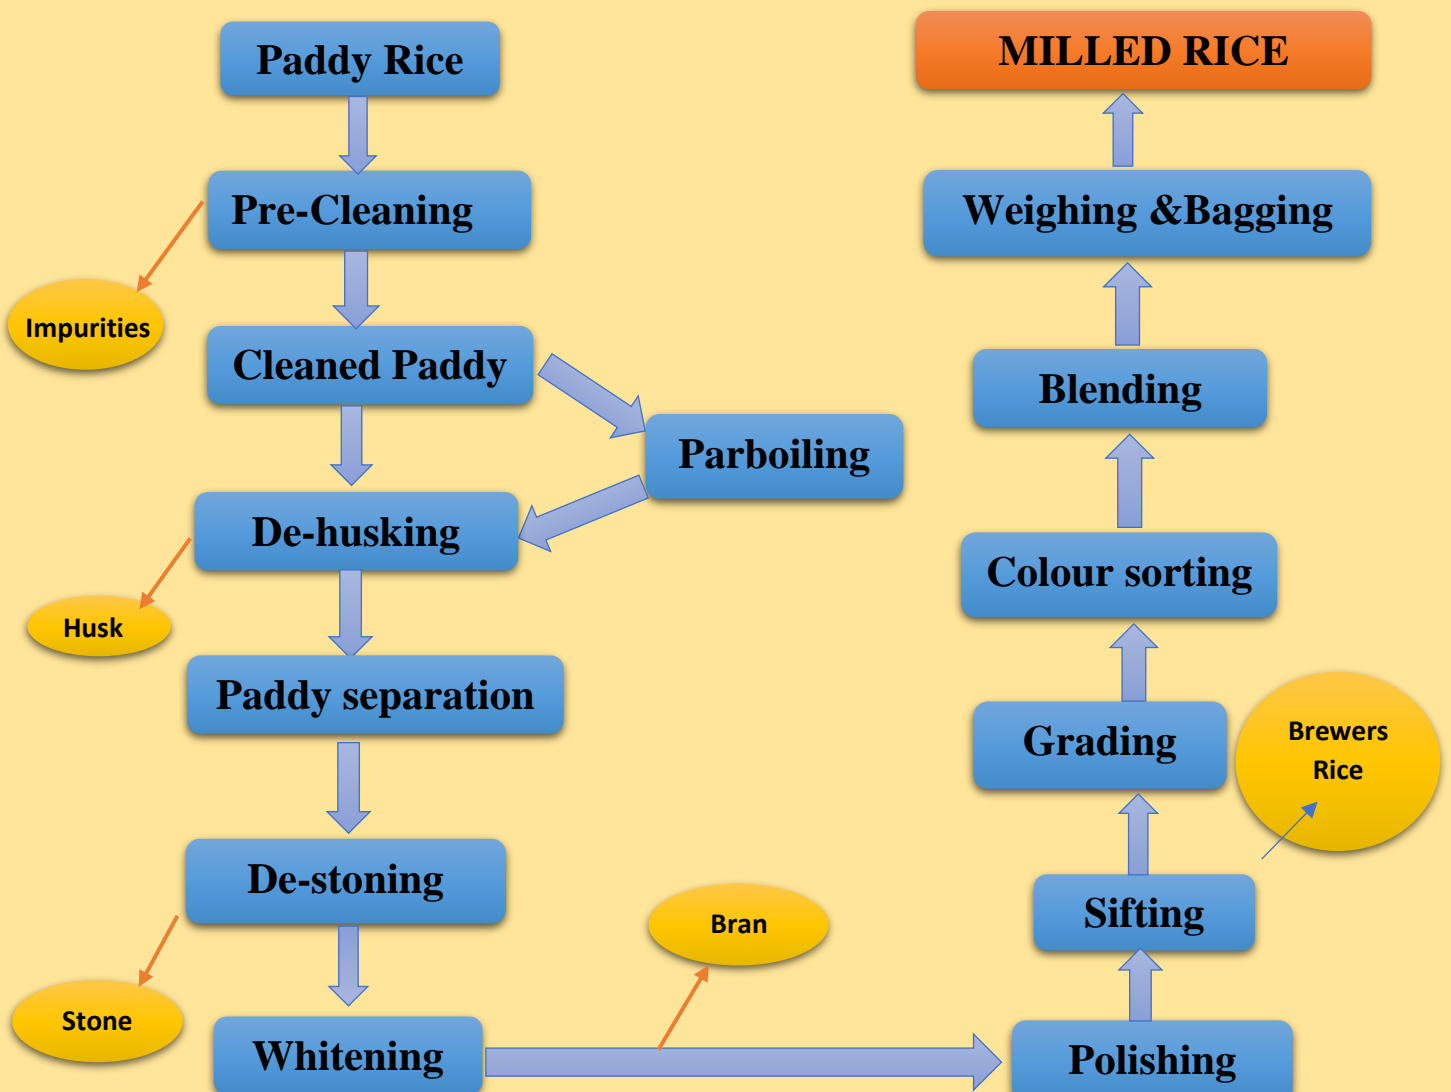 Paddy Rice
Pre-Cleaning
Impurities
Cleaned Paddy
Parboiling
De-husking
Husk
Paddy separation
De-stoning
Stone
Whitening
Bran
Polishing
Sifting
Brewers
Rice
Grading
Colour sorting
Blending
Weighing &Bagging
MILLED RICE